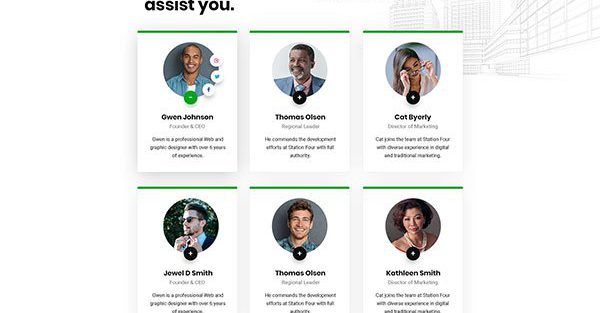 assist you.
Gwen Johnson
Founder & CEO
Gwen is a professional Web and
graphic designer with over 6 years
of experience.
Thomas Olsen
Regional Leader
He commands the development
efforts at Station Four with full
authority.
Cat Byerly
Director of Marketing
Cat joins the team at Station Four
with diverse experience in digital
and traditional marketing.
Jewel D Smith
Founder & CEO
Gwen is a professional Web and
graphic designer with over 6 years
of experience.
Thomas Olsen
Regional Leader
He commands the development
efforts at Station Four with full
authority.
Kathleen Smith
Director of Marketing
Cat joins the team at Station Four
with diverse experience in digital
and traditional marketing.